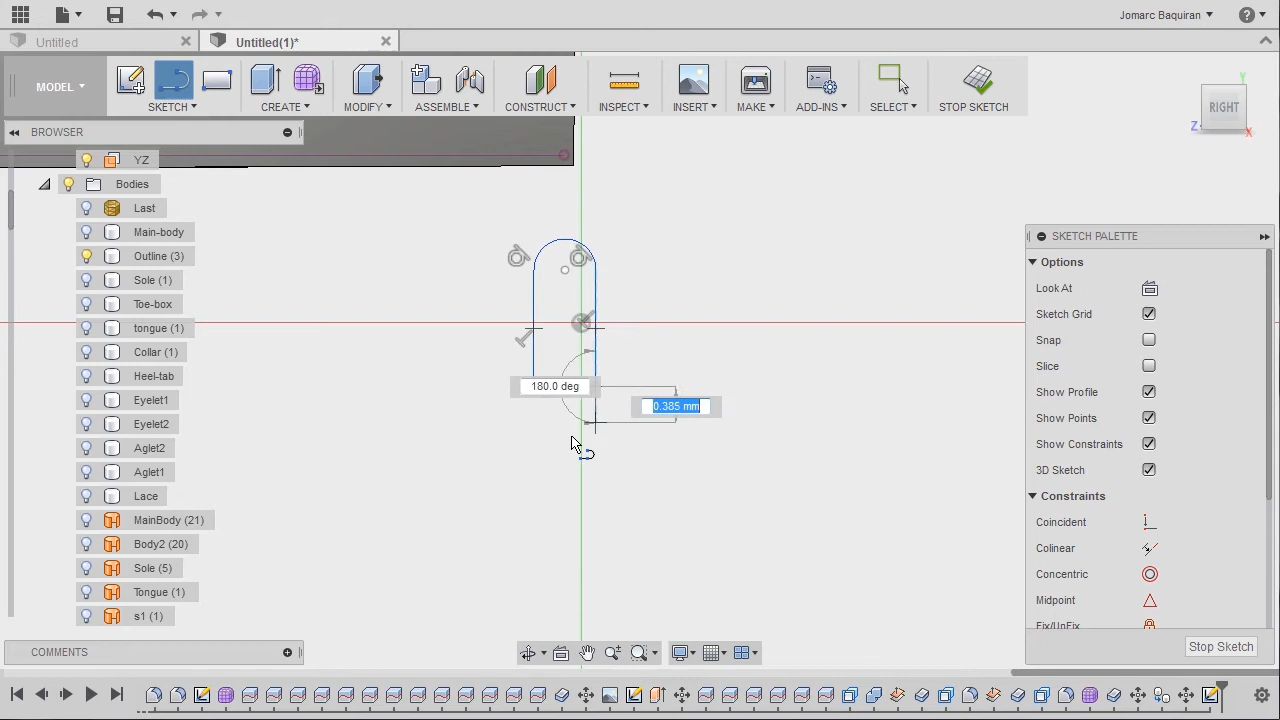 Jomarc Baquiran
Untitled
Untitled(1)*
MODEL
SKETCH
CREATE
MODIFY
ASSEMBLE
CONSTRUCT
INSPECT
INSERT
MAKE
ADD-INS
SELECT
STOP SKETCH
Y
RIGHT
Z
X
BROWSER
YZ
Bodies
Last
Main-body
Outline (3)
Sole (1)
Toe-box
tongue (1)
Collar (1)
Heel-tab
Eyelet1
Eyelet2
Aglet2
Aglet1
Lace
MainBody (21)
Body2 (20)
Sole (5)
Tongue (1)
s1 (1)
180.0 deg
0.385 mm
SKETCH PALETTE
Options
Look At
Sketch Grid
Snap
Slice
Show Profile
Show Points
Show Constraints
3D Sketch
Constraints
Coincident
Colinear
Concentric
Midpoint
Fix/UnFix
Stop Sketch
COMMENTS